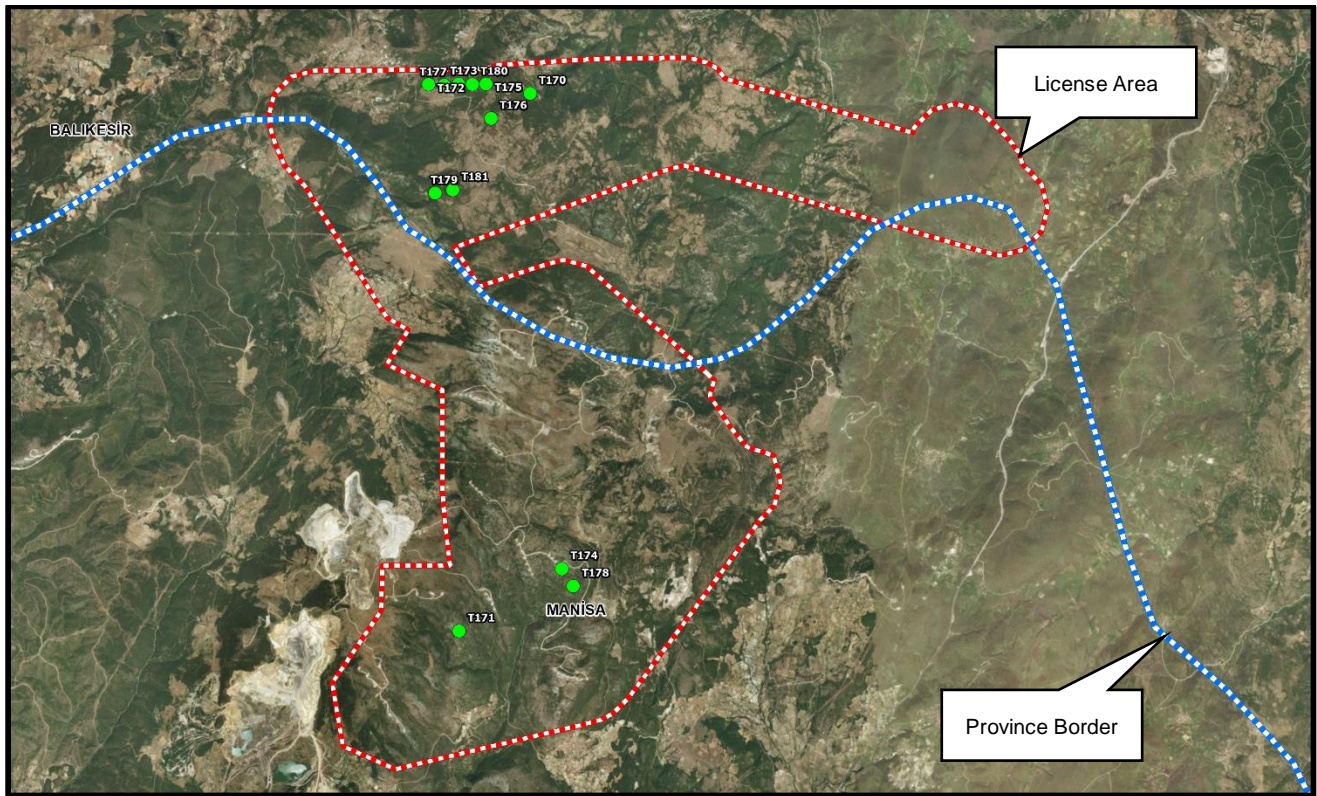 License Area
T177
T173
T180
T172
T175
T170
T176
BALIKESİR
T179
T181
T174
T178
MANİSA
T171
Province Border